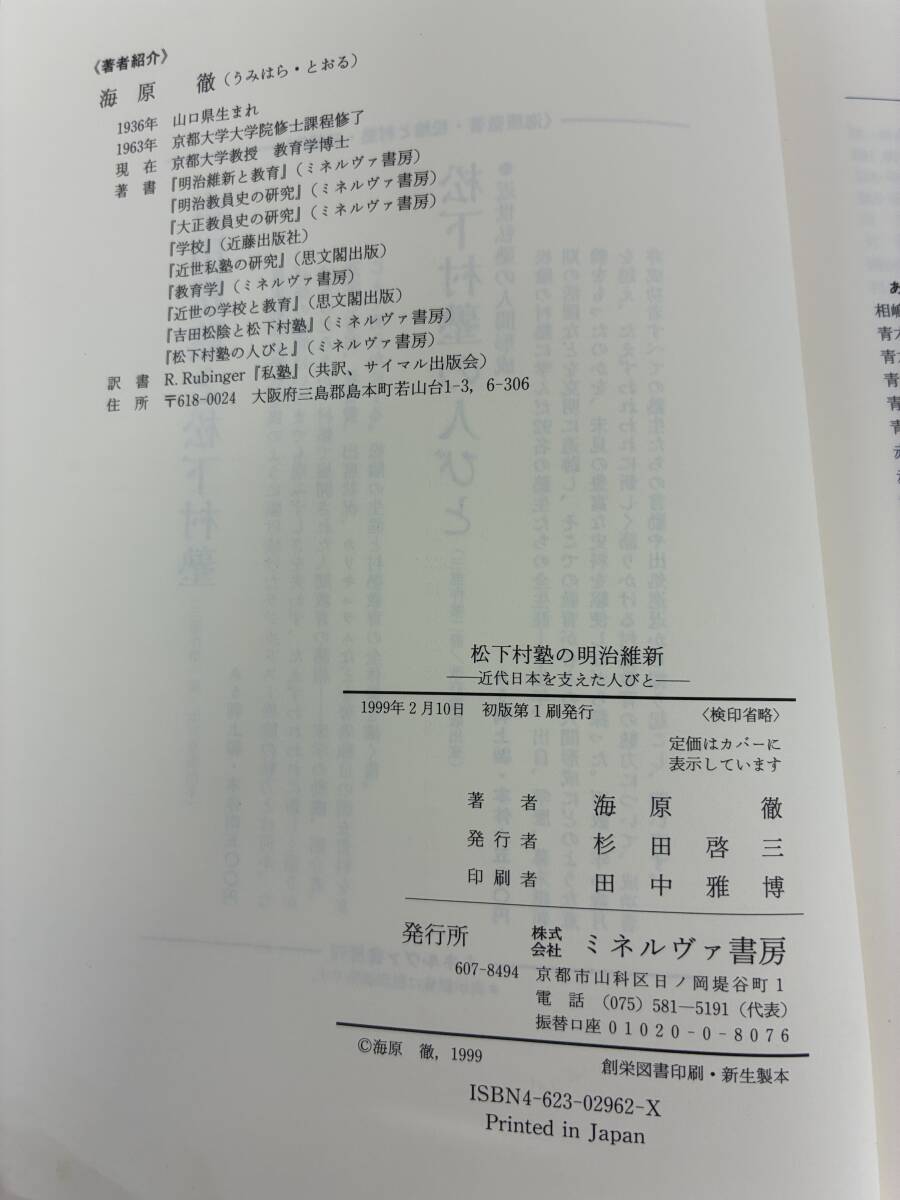 《著者紹介》
海原　徹（うみはら・とおる）
1936年　山口県生まれ
1963年　京都大学大学院修士課程修了
現在　京都大学教授　教育学博士
著書　『明治維新と教育』（ミネルヴァ書房）
『明治教員史の研究』（ミネルヴァ書房）
『大正教員史の研究』（ミネルヴァ書房）
『学校』（近藤出版社）
『近世私塾の研究』（思文閣出版）
『教育学』（ミネルヴァ書房）
『近世の学校と教育』（思文閣出版）
『吉田松陰と松下村塾』（ミネルヴァ書房）
『松下村塾の人びと』（ミネルヴァ書房）
訳書　R. Rubinger『私塾』（共訳、サイマル出版会）
住所　〒618-0024　大阪府三島郡島本町若山台1-3, 6-306
松下村塾の明治維新
――近代日本を支えた人びと――
1999年2月10日　初版第1刷発行　〈検印省略〉
定価はカバーに
表示しています
著者　海原　徹
発行者　杉田啓三
印刷者　田中雅博
発行所　株式会社　ミネルヴァ書房
607-8494　京都市山科区日ノ岡堤谷町1
電話　（075）581―5191（代表）
振替口座 01020-0-8076
©海原　徹, 1999　創栄図書印刷・新生製本
ISBN4-623-02962-X
Printed in Japan
あ
相嶋
青
青
青
青
青